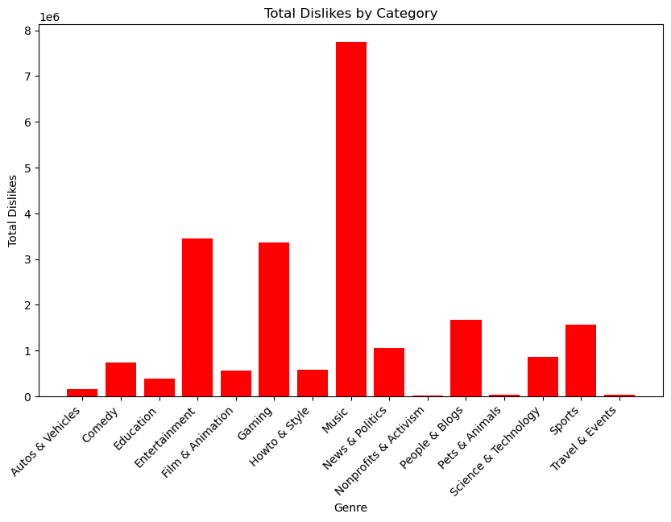 Total Dislikes by Category
1e6
8
7
6
5
4
3
2
1
0
Total Dislikes
Autos & Vehicles
Comedy
Education
Entertainment
Film & Animation
Gaming
Howto & Style
Music
News & Politics
Nonprofits & Activism
People & Blogs
Pets & Animals
Science & Technology
Sports
Travel & Events
Genre